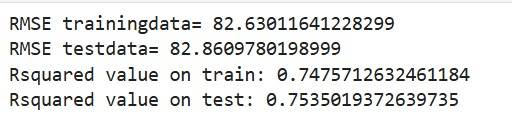 RMSE trainingdata= 82.63011641228299
RMSE testdata= 82.8609780198999
Rsquared value on train: 0.7475712632461184
Rsquared value on test: 0.7535019372639735